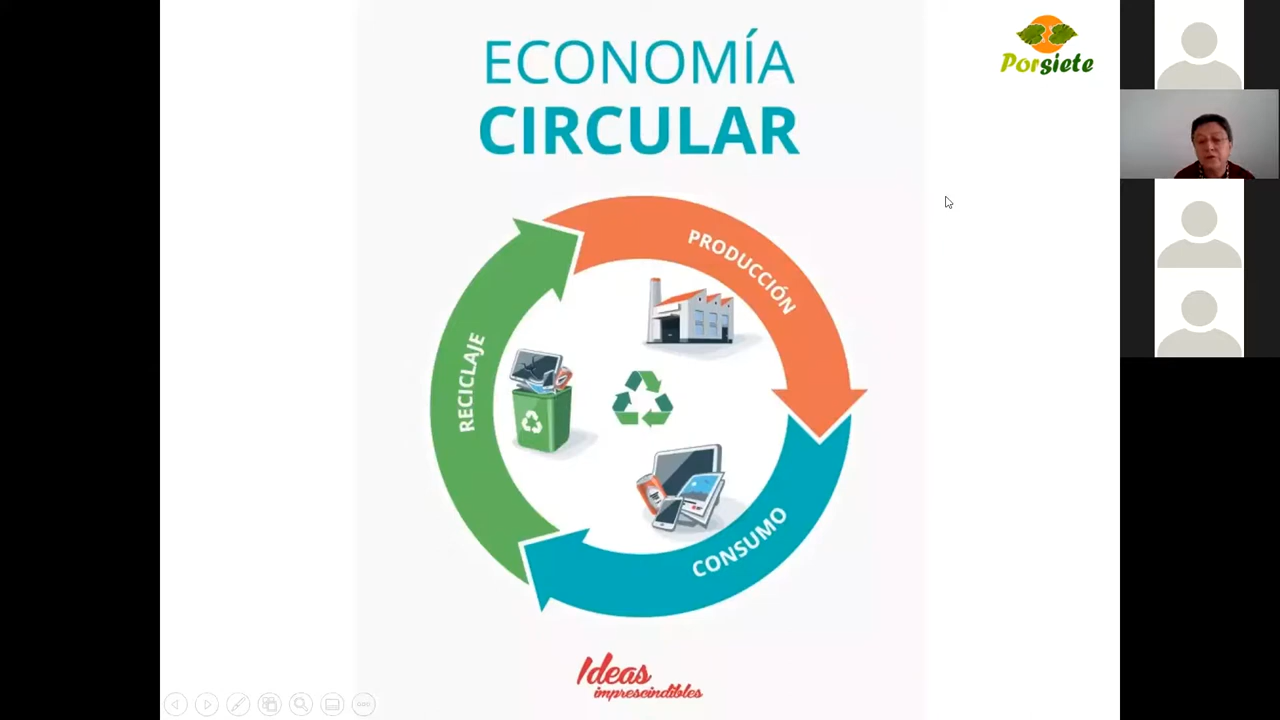 ECONOMÍA
CIRCULAR
Porsiete
PRODUCCIÓN
RECICLAJE
CONSUMO
Ideas
imprescindibles